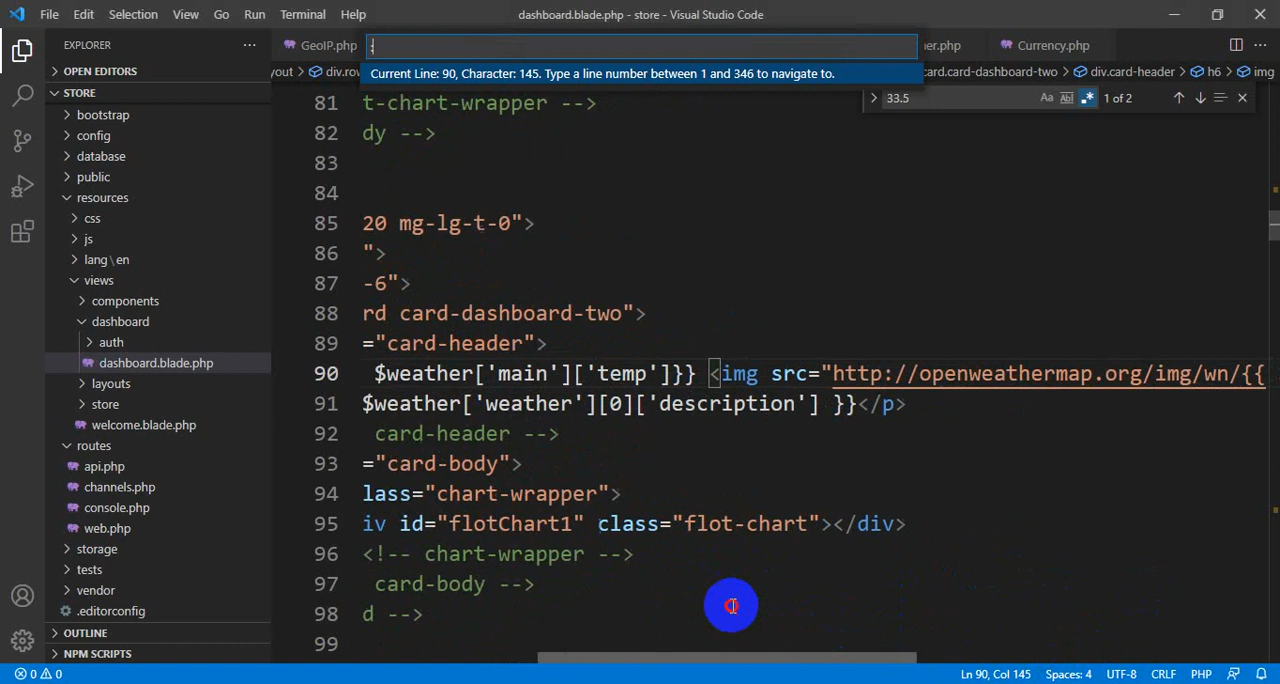 File Edit Selection View Go Run Terminal Help
dashboard.blade.php - store - Visual Studio Code
EXPLORER
OPEN EDITORS
STORE
bootstrap
config
database
public
resources
css
js
lang\en
views
components
dashboard
auth
dashboard.blade.php
layouts
store
welcome.blade.php
routes
api.php
channels.php
console.php
web.php
storage
tests
vendor
.editorconfig
OUTLINE
NPM SCRIPTS
GeoIP.php
:
er.php
Currency.php
Current Line: 90, Character: 145. Type a line number between 1 and 346 to navigate to.
yout > div.row
card.card-dashboard-two > div.card-header > h6 > img
33.5
Aa Abl .* 1 of 2
81 t-chart-wrapper -->
82 dy -->
83
84
85 20 mg-lg-t-0">
86 ">
87 -6">
88 rd card-dashboard-two">
89 ="card-header">
90 $weather['main']['temp']}} <img src="http://openweathermap.org/img/wn/{{
91 $weather['weather'][0]['description'] }}</p>
92 card-header -->
93 ="card-body">
94 lass="chart-wrapper">
95 iv id="flotChart1" class="flot-chart"></div>
96 <!-- chart-wrapper -->
97 card-body -->
98 d -->
99
0 0
Ln 90, Col 145 Spaces: 4 UTF-8 CRLF PHP